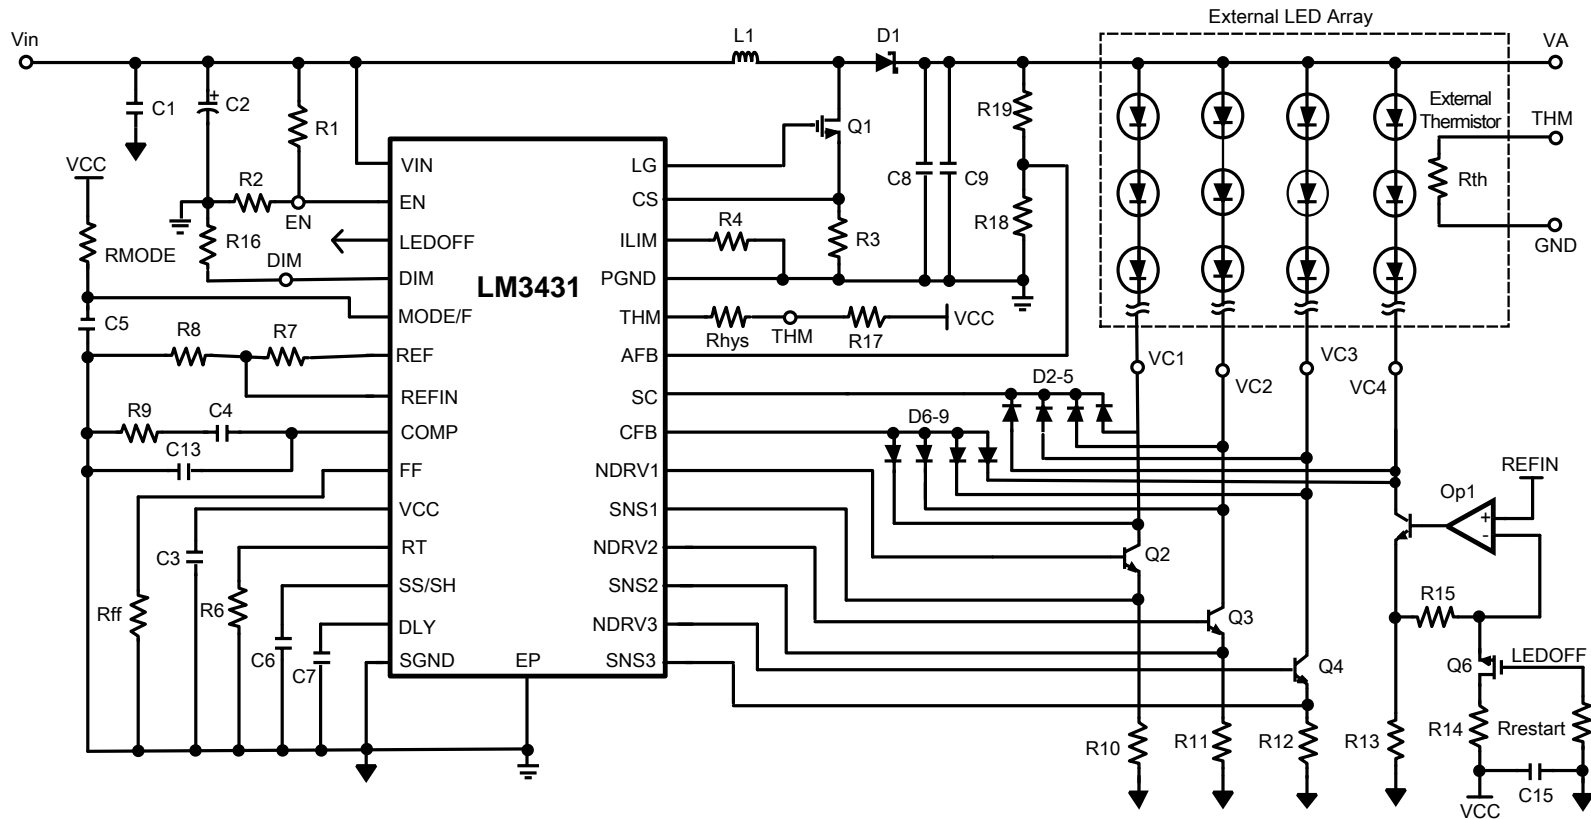 External LED Array
Vin
L1
D1
VA
C1
+
C2
R1
R19
External
Thermistor
THM
Q1
VCC
VIN
LG
R2
C8
C9
Rth
EN
EN
CS
R4
R18
RMODE
R16
LEDOFF
ILIM
R3
GND
DIM
DIM
LM3431
PGND
C5
MODE/F
THM
VCC
Rhys
THM
R17
R8
R7
REF
AFB
VC1
VC2
VC3
VC4
D2-5
REFIN
SC
R9
C4
D6-9
COMP
CFB
C13
FF
NDRV1
REFIN
Op1
VCC
SNS1
+
-
C3
RT
NDRV2
Q2
SS/SH
SNS2
R15
Rff
R6
DLY
NDRV3
Q3
C6
C7
SGND
EP
SNS3
Q4
Q6
LEDOFF
R10
R11
R12
R13
R14
Rrestart
VCC
C15